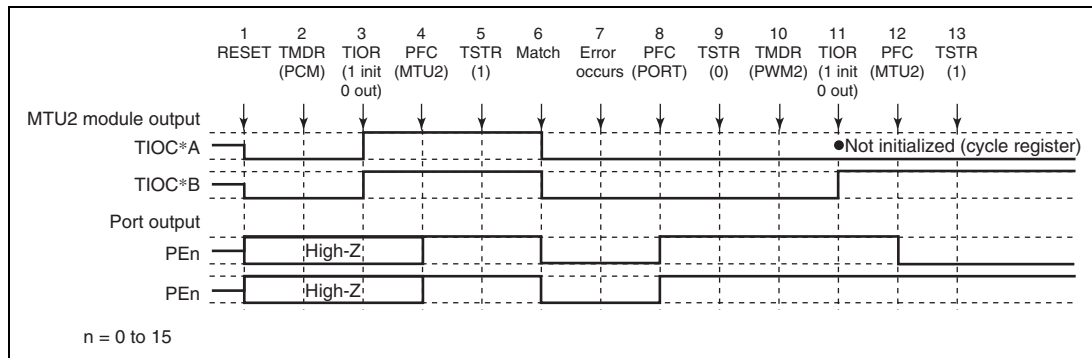 1 2 3 4 5 6 7 8 9 10 11 12 13
RESET TMDR TIOR PFC TSTR Match Error PFC TSTR TMDR TIOR PFC TSTR
(PCM) (1 init (MTU2) (1) occurs (PORT) (0) (PWM2) (1 init (MTU2) (1)
0 out) 0 out)
MTU2 module output
TIOC*A
●Not initialized (cycle register)
TIOC*B
Port output
PEn
High-Z
PEn
High-Z
n = 0 to 15